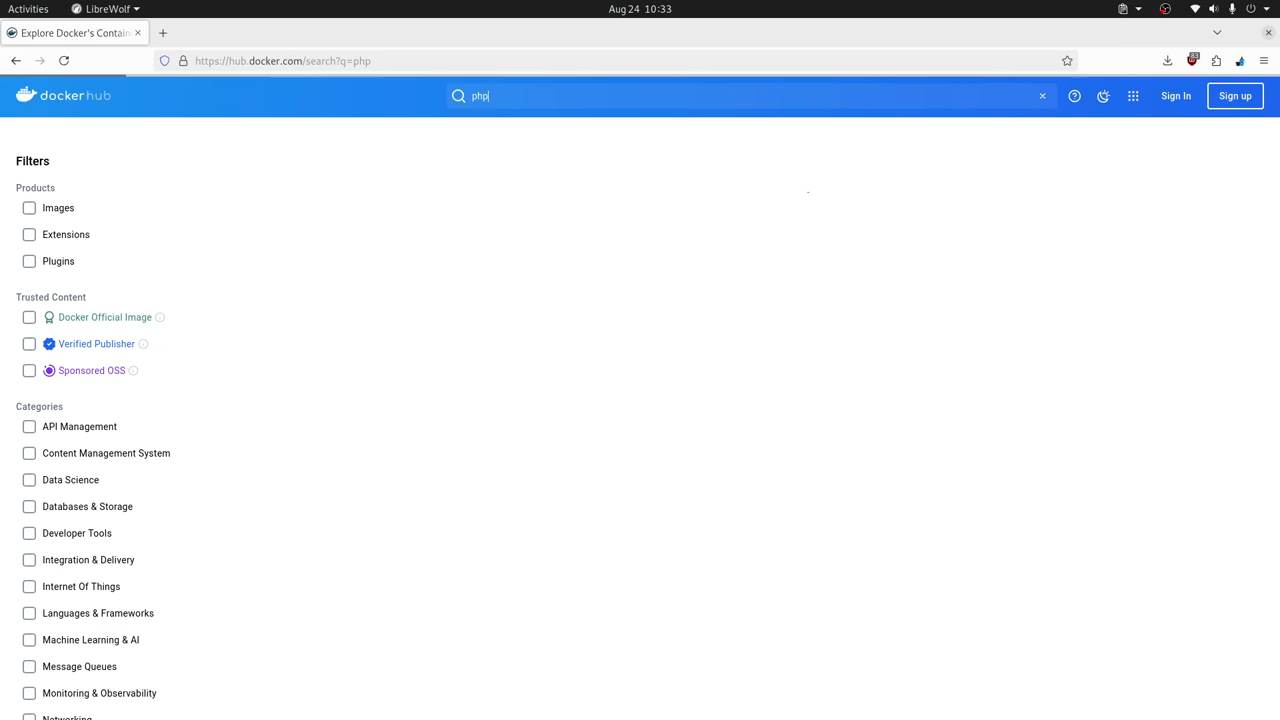 Activities
LibreWolf
Aug 24 10:33
Explore Docker's Contain
https://hub.docker.com/search?q=php
83
dockerhub
php
Sign In
Sign up
Filters
Products
Images
Extensions
Plugins
Trusted Content
Docker Official Image
Verified Publisher
Sponsored OSS
Categories
API Management
Content Management System
Data Science
Databases & Storage
Developer Tools
Integration & Delivery
Internet Of Things
Languages & Frameworks
Machine Learning & AI
Message Queues
Monitoring & Observability
Networking